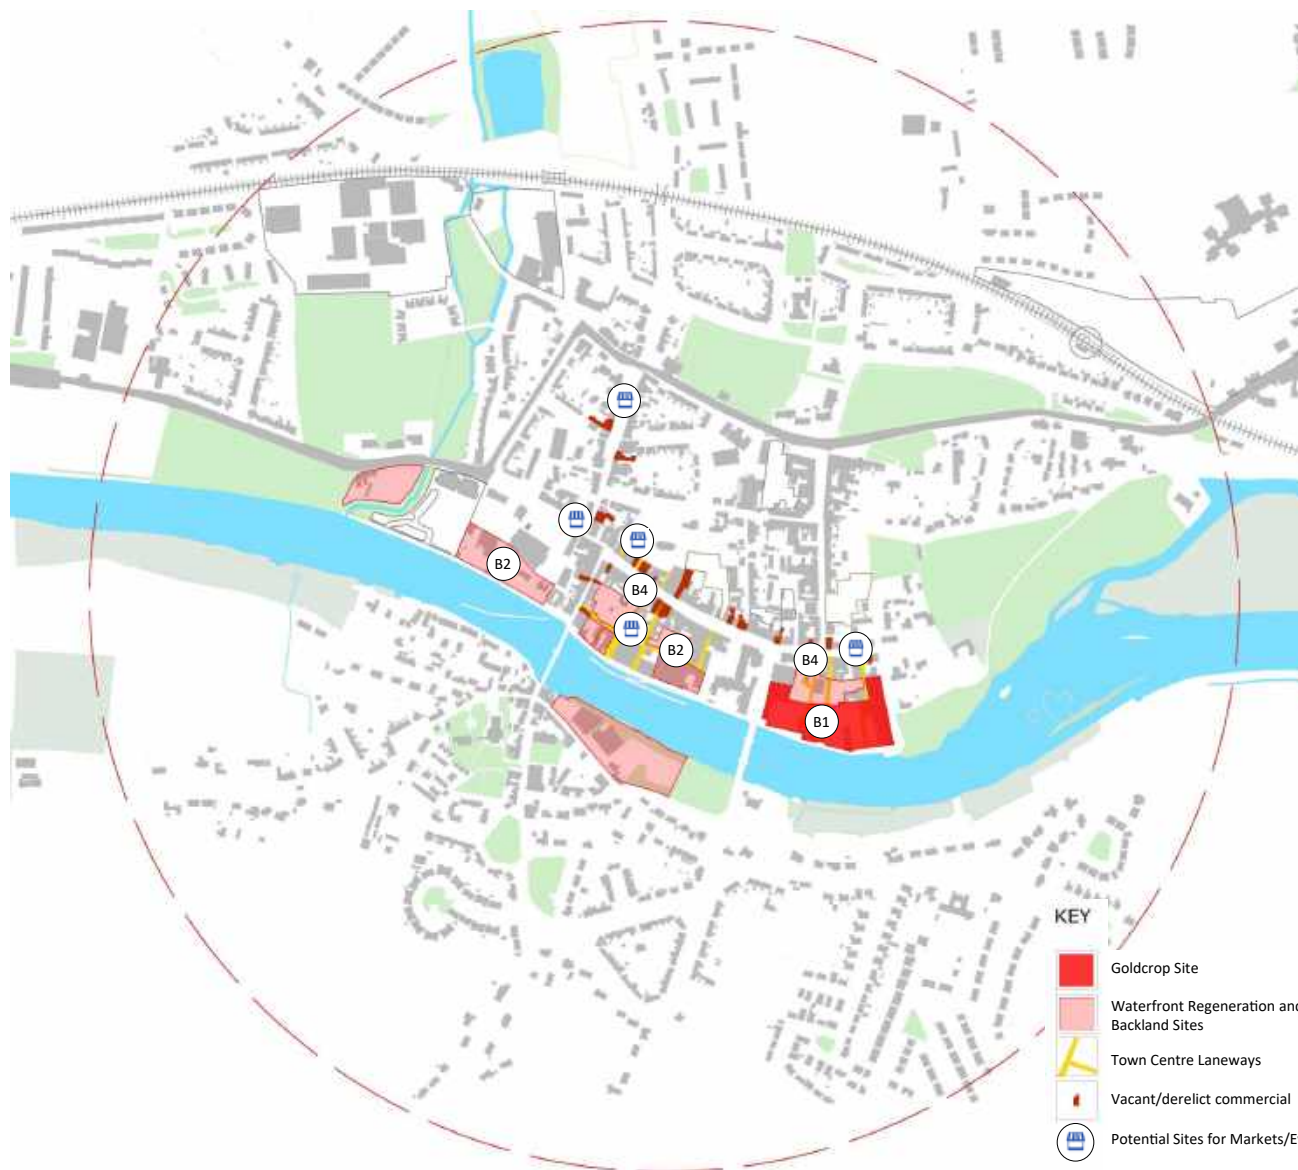 B2
B4
B2
B4
B1
KEY
Goldcrop Site
Waterfront Regeneration and
Backland Sites
Town Centre Laneways
Vacant/derelict commercial
Potential Sites for Markets/E